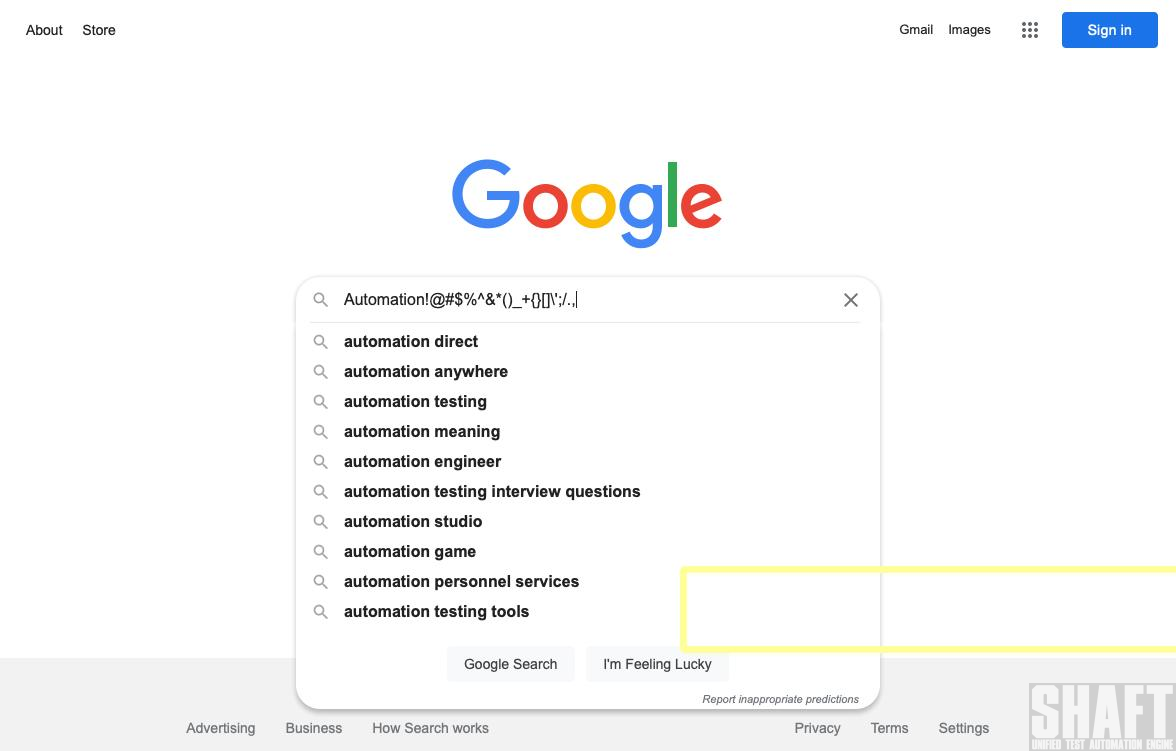 About Store Gmail Images Sign in
Google
Automation!@#$%^&*()_+{}[]\';/.,
automation direct
automation anywhere
automation testing
automation meaning
automation engineer
automation testing interview questions
automation studio
automation game
automation personnel services
automation testing tools
Google Search I'm Feeling Lucky
Report inappropriate predictions
Advertising Business How Search works Privacy Terms Settings
SHAFT
UNIFIED TEST AUTOMATION ENGINE